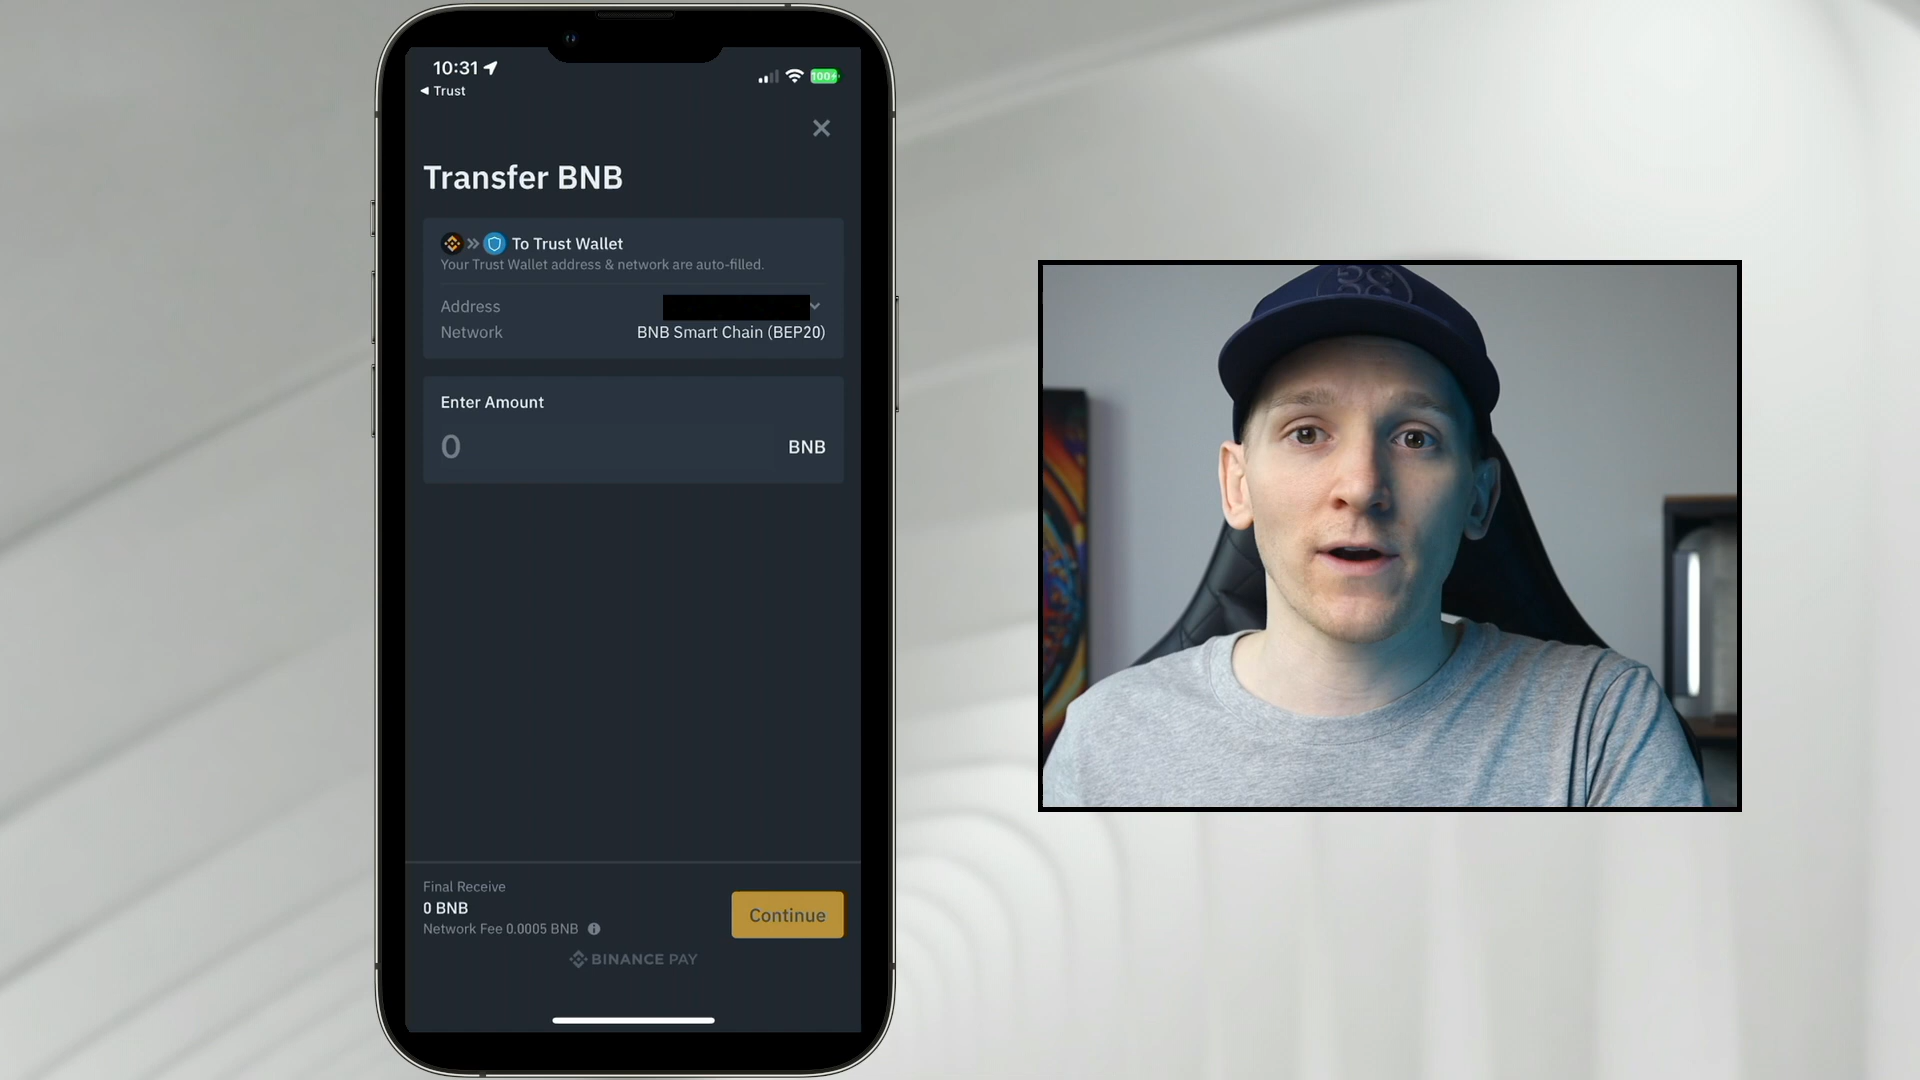 10:31
100
◀ Trust
Transfer BNB
To Trust Wallet
Your Trust Wallet address & network are auto-filled.
Address
Network BNB Smart Chain (BEP20)
Enter Amount
0 BNB
Final Receive
0 BNB
Network Fee 0.0005 BNB
Continue
BINANCE PAY